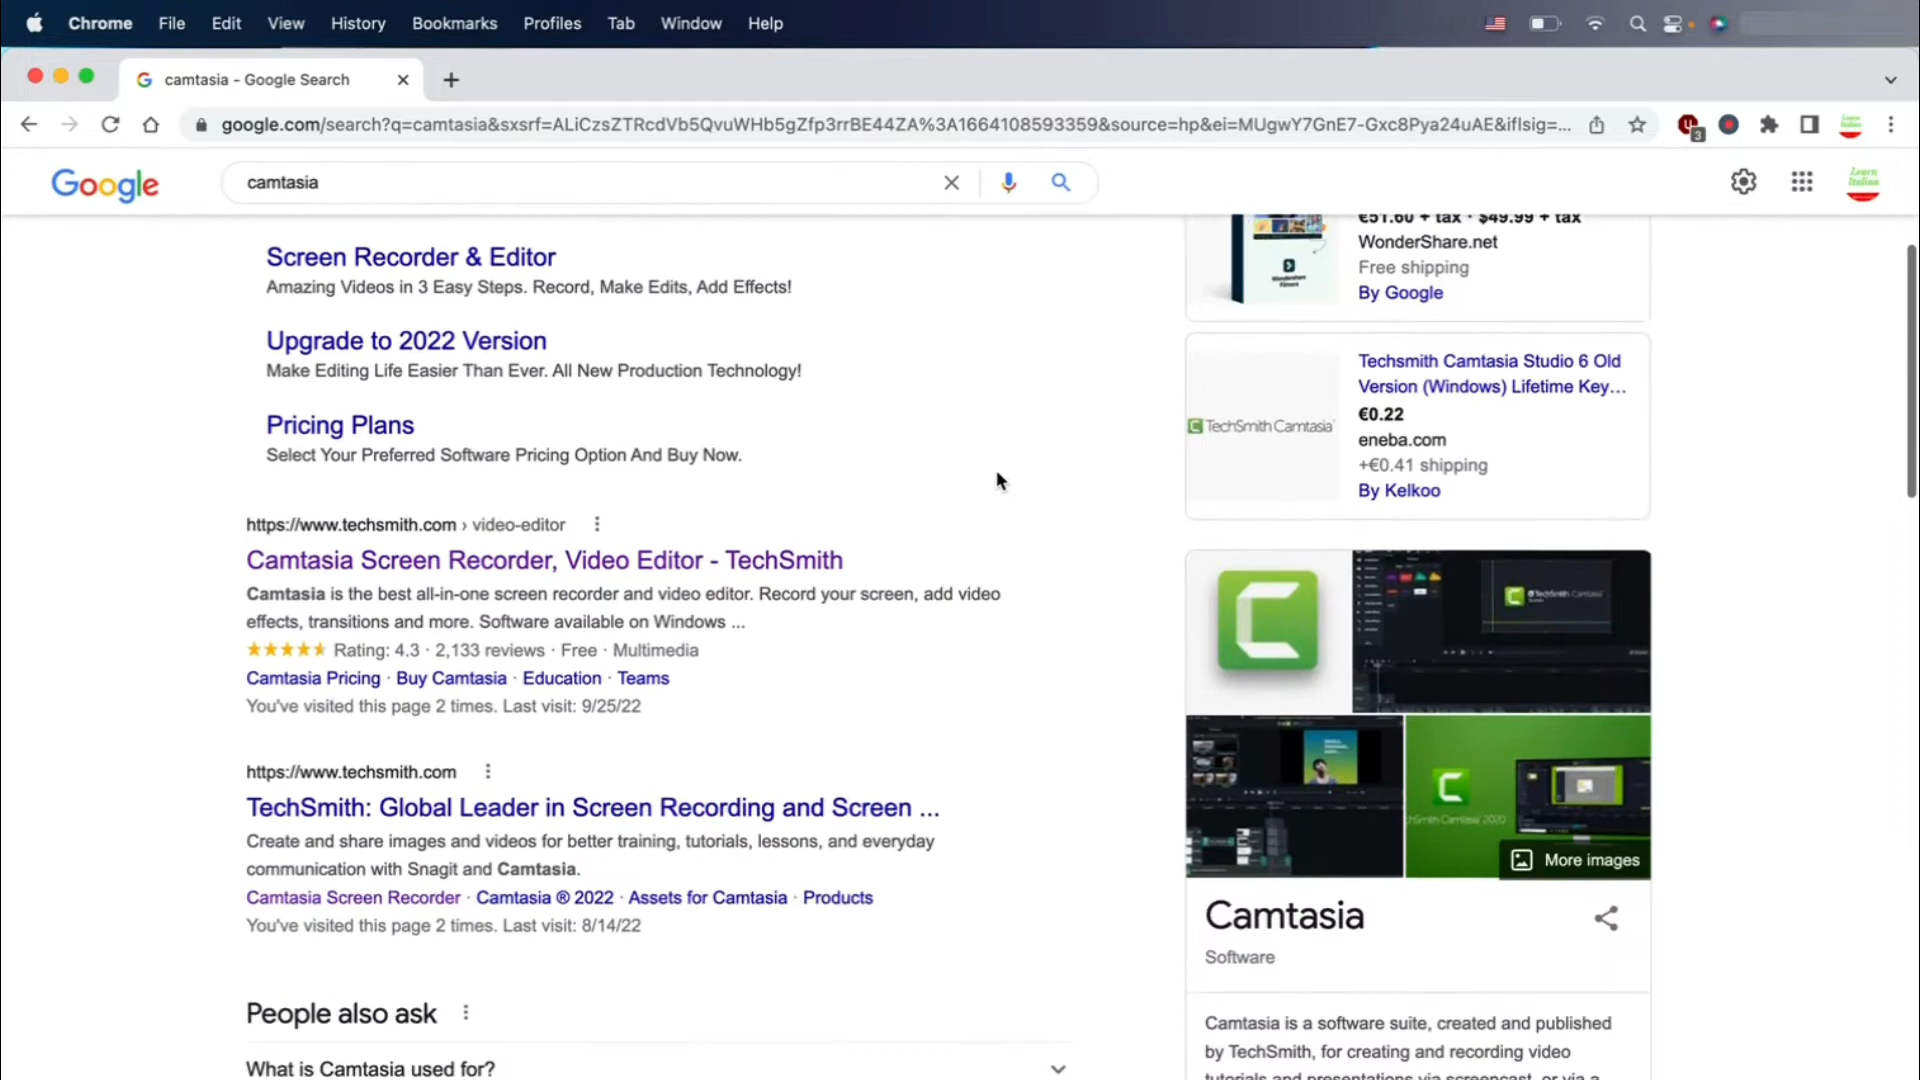 Chrome File Edit View History Bookmarks Profiles Tab Window Help
camtasia - Google Search
google.com/search?q=camtasia&sxsrf=ALiCzsZTRcdVb5QvuWHb5gZfp3rrBE44ZA%3A1664108593359&source=hp&ei=MUgwY7GnE7-Gxc8Pya24uAE&iflsig=...
3
Google
camtasia
Learn
Italian
Screen Recorder & Editor
Amazing Videos in 3 Easy Steps. Record, Make Edits, Add Effects!
Upgrade to 2022 Version
Make Editing Life Easier Than Ever. All New Production Technology!
Pricing Plans
Select Your Preferred Software Pricing Option And Buy Now.
https://www.techsmith.com › video-editor
Camtasia Screen Recorder, Video Editor - TechSmith
Camtasia is the best all-in-one screen recorder and video editor. Record your screen, add video
effects, transitions and more. Software available on Windows ...
Rating: 4.3 · 2,133 reviews · Free · Multimedia
Camtasia Pricing · Buy Camtasia · Education · Teams
You've visited this page 2 times. Last visit: 9/25/22
https://www.techsmith.com
TechSmith: Global Leader in Screen Recording and Screen ...
Create and share images and videos for better training, tutorials, lessons, and everyday
communication with Snagit and Camtasia.
Camtasia Screen Recorder · Camtasia ® 2022 · Assets for Camtasia · Products
You've visited this page 2 times. Last visit: 8/14/22
People also ask
What is Camtasia used for?
€51.60 + tax · $49.99 + tax
WonderShare.net
Free shipping
By Google
TechSmith Camtasia
Techsmith Camtasia Studio 6 Old
Version (Windows) Lifetime Key...
€0.22
eneba.com
+€0.41 shipping
By Kelkoo
More images
Camtasia
Software
Camtasia is a software suite, created and published
by TechSmith, for creating and recording video
tutorials and presentations via screencast, or via a